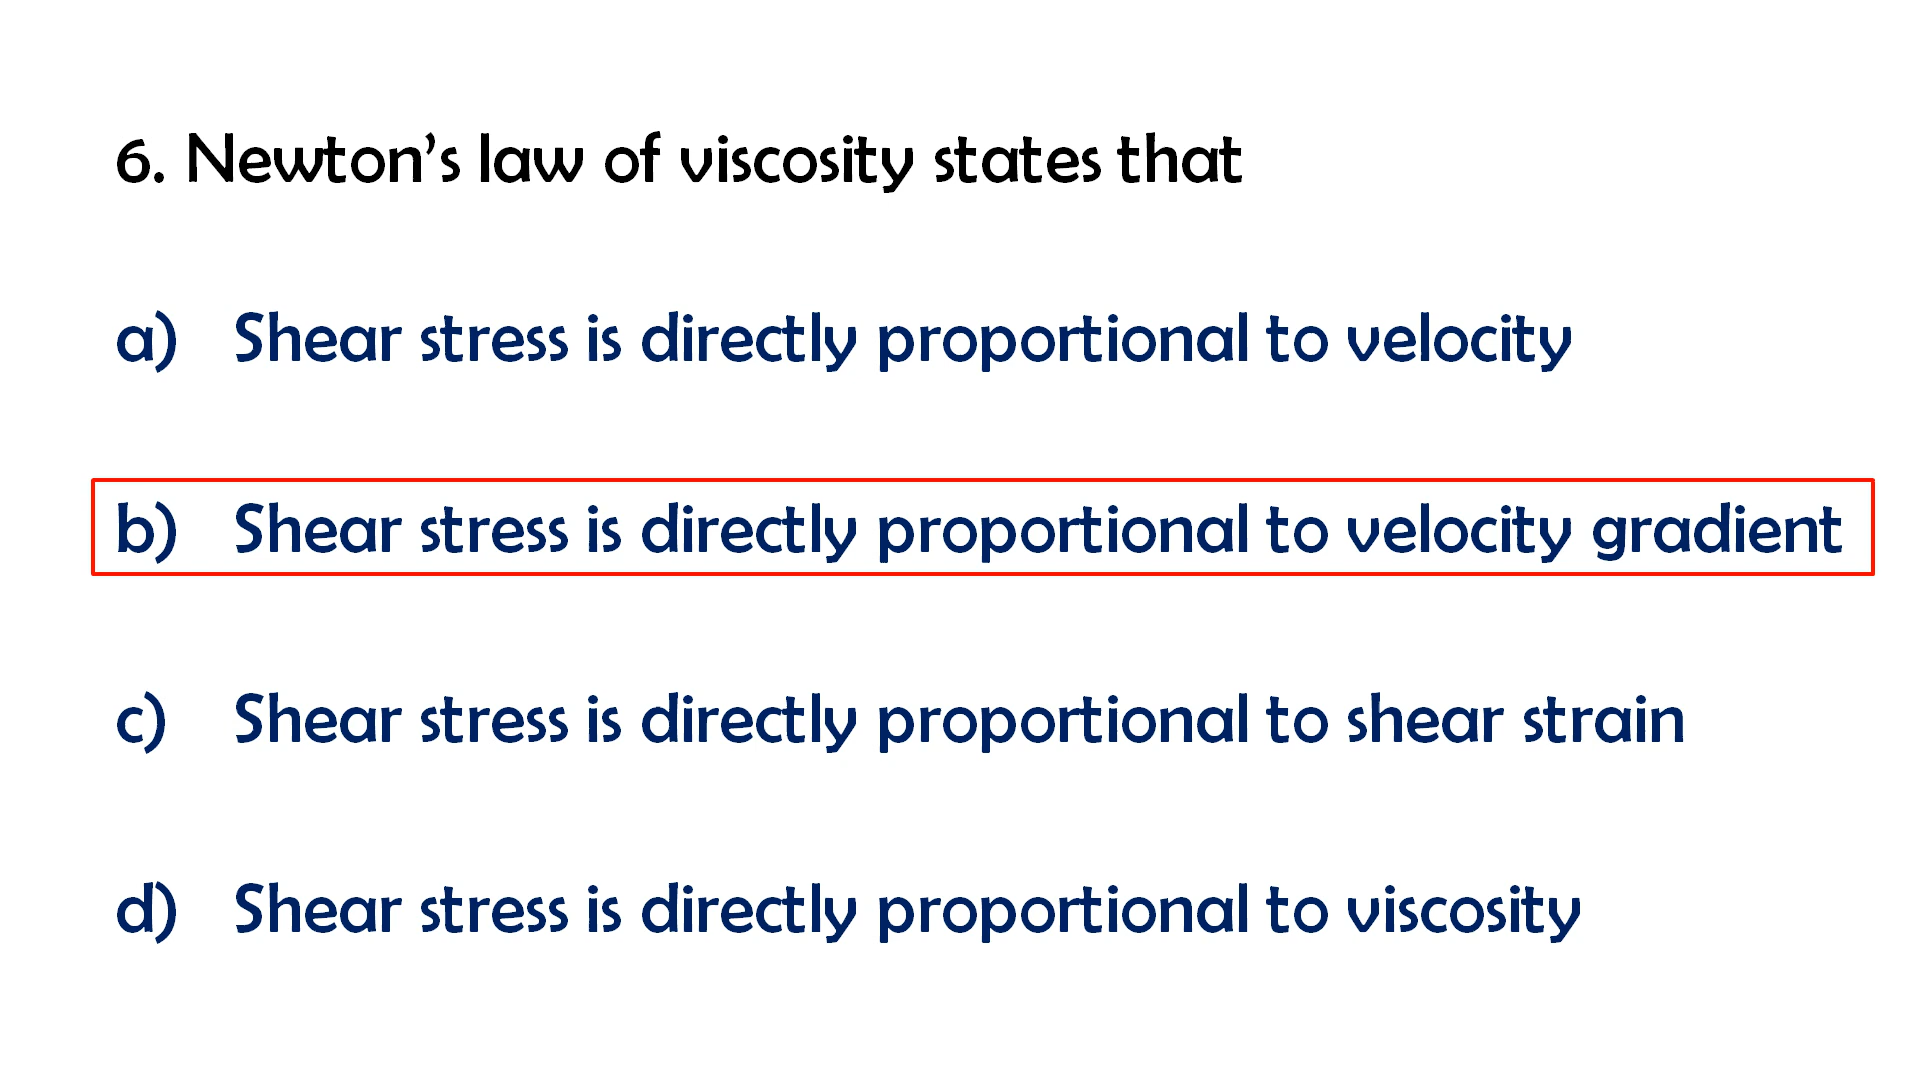 6. Newton’s law of viscosity states that
a) Shear stress is directly proportional to velocity
b) Shear stress is directly proportional to velocity gradient
c) Shear stress is directly proportional to shear strain
d) Shear stress is directly proportional to viscosity